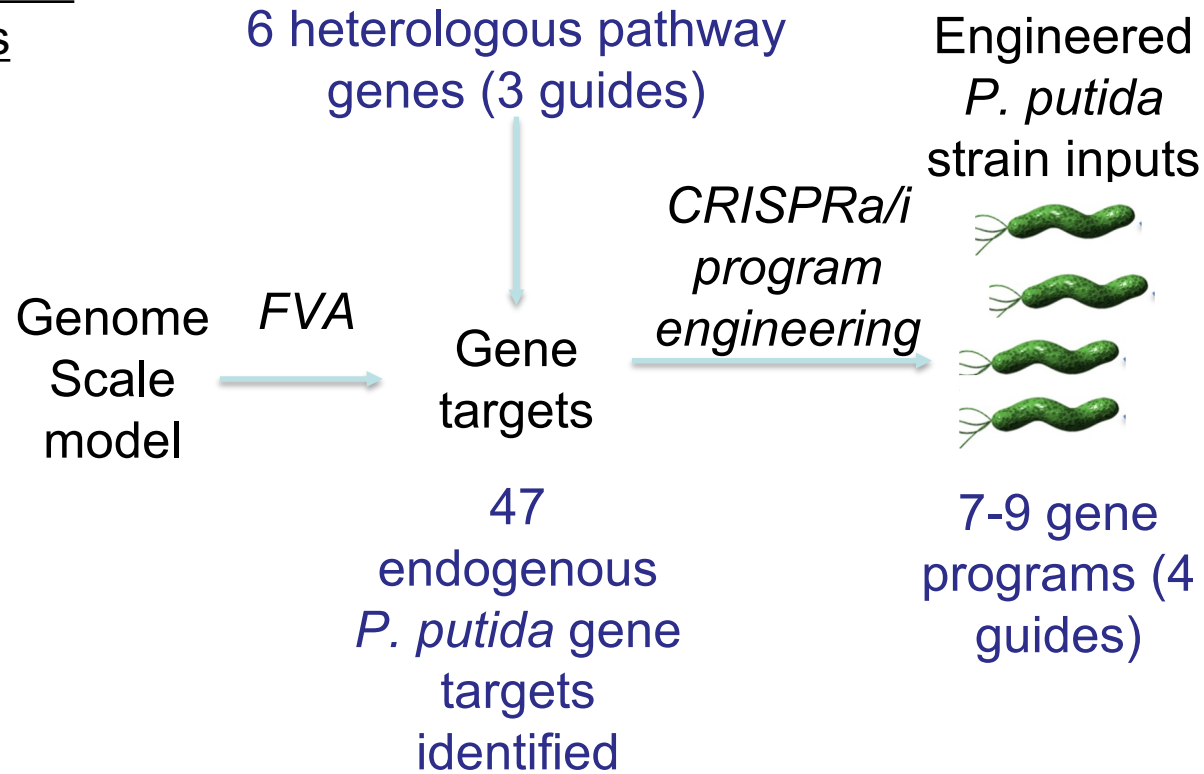 s
6 heterologous pathway
genes (3 guides)
Engineered
P. putida
strain inputs
CRISPRa/i
program
engineering
Genome
Scale
model
FVA
Gene
targets
47
endogenous
P. putida gene
targets
identified
7-9 gene
programs (4
guides)